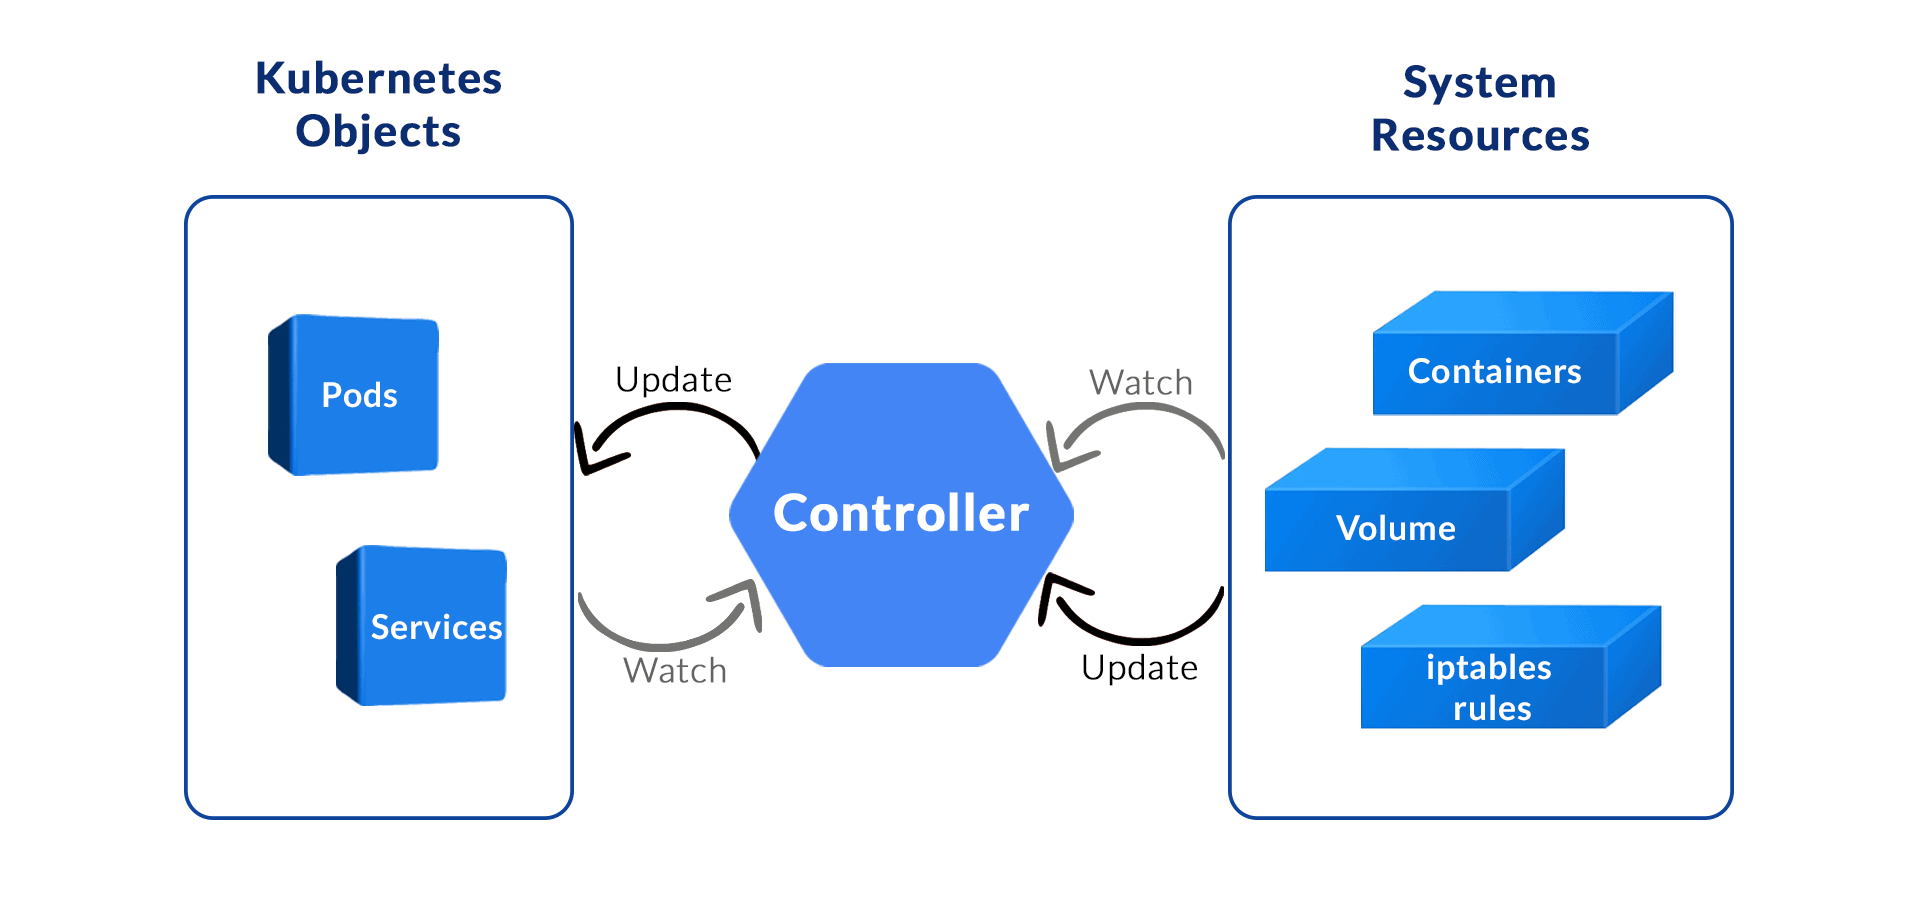 Kubernetes
Objects
System
Resources
Pods
Services
Update
Watch
Controller
Watch
Update
Containers
Volume
iptables
rules